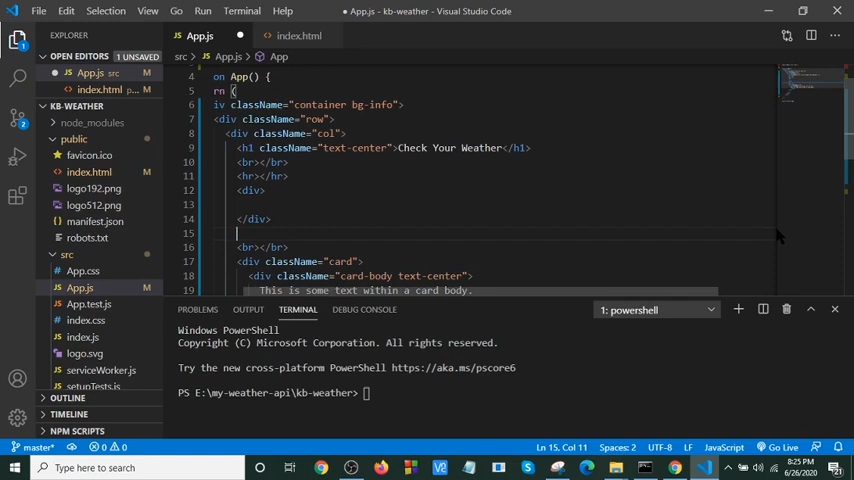 File Edit Selection View Go Run Terminal Help
● App.js - kb-weather - Visual Studio Code
EXPLORER
OPEN EDITORS 1 UNSAVED
App.js src M
index.html p... M
KB-WEATHER
node_modules
public
favicon.ico
index.html M
logo192.png
logo512.png
manifest.json
robots.txt
src
App.css
App.js M
App.test.js
index.css
index.js
logo.svg
serviceWorker.js
setupTests.js
OUTLINE
TIMELINE
NPM SCRIPTS
App.js index.html
src > App.js > App
4 on App() {
5 rn (
6 iv className="container bg-info">
7 <div className="row">
8 <div className="col">
9 <h1 className="text-center">Check Your Weather</h1>
10 <br></br>
11 <hr></hr>
12 <div>
13
14 </div>
15
16 <br></br>
17 <div className="card">
18 <div className="card-body text-center">
This is some text within a card body.
PROBLEMS OUTPUT TERMINAL DEBUG CONSOLE 1: powershell
Windows PowerShell
Copyright (C) Microsoft Corporation. All rights reserved.
Try the new cross-platform PowerShell https://aka.ms/pscore6
PS E:\my-weather-api\kb-weather>
master* 0 0 Ln 15, Col 11 Spaces: 2 UTF-8 LF JavaScript Go Live
Type here to search
8:25 PM
6/26/2020